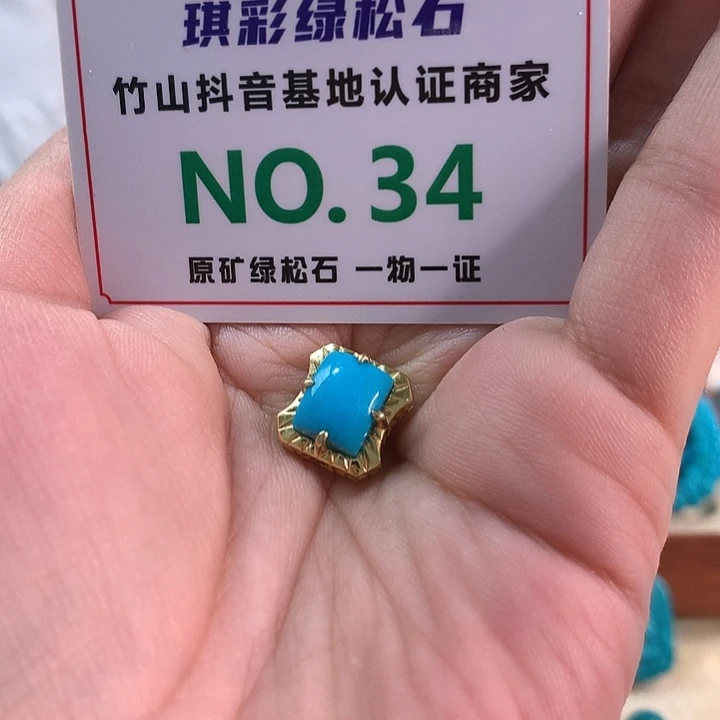 琪彩绿松石
竹山抖音基地认证商家
NO. 34
原矿绿松石 一物一证